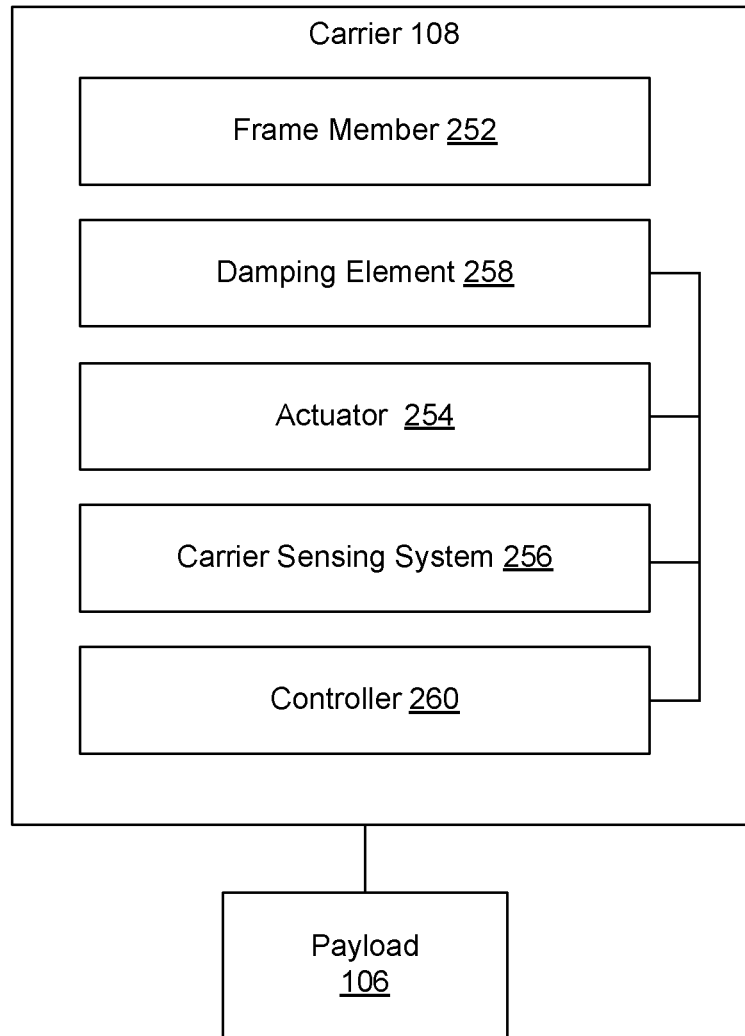 Carrier 108
Frame Member 252
Damping Element 258
Actuator 254
Carrier Sensing System 256
Controller 260
Payload
106